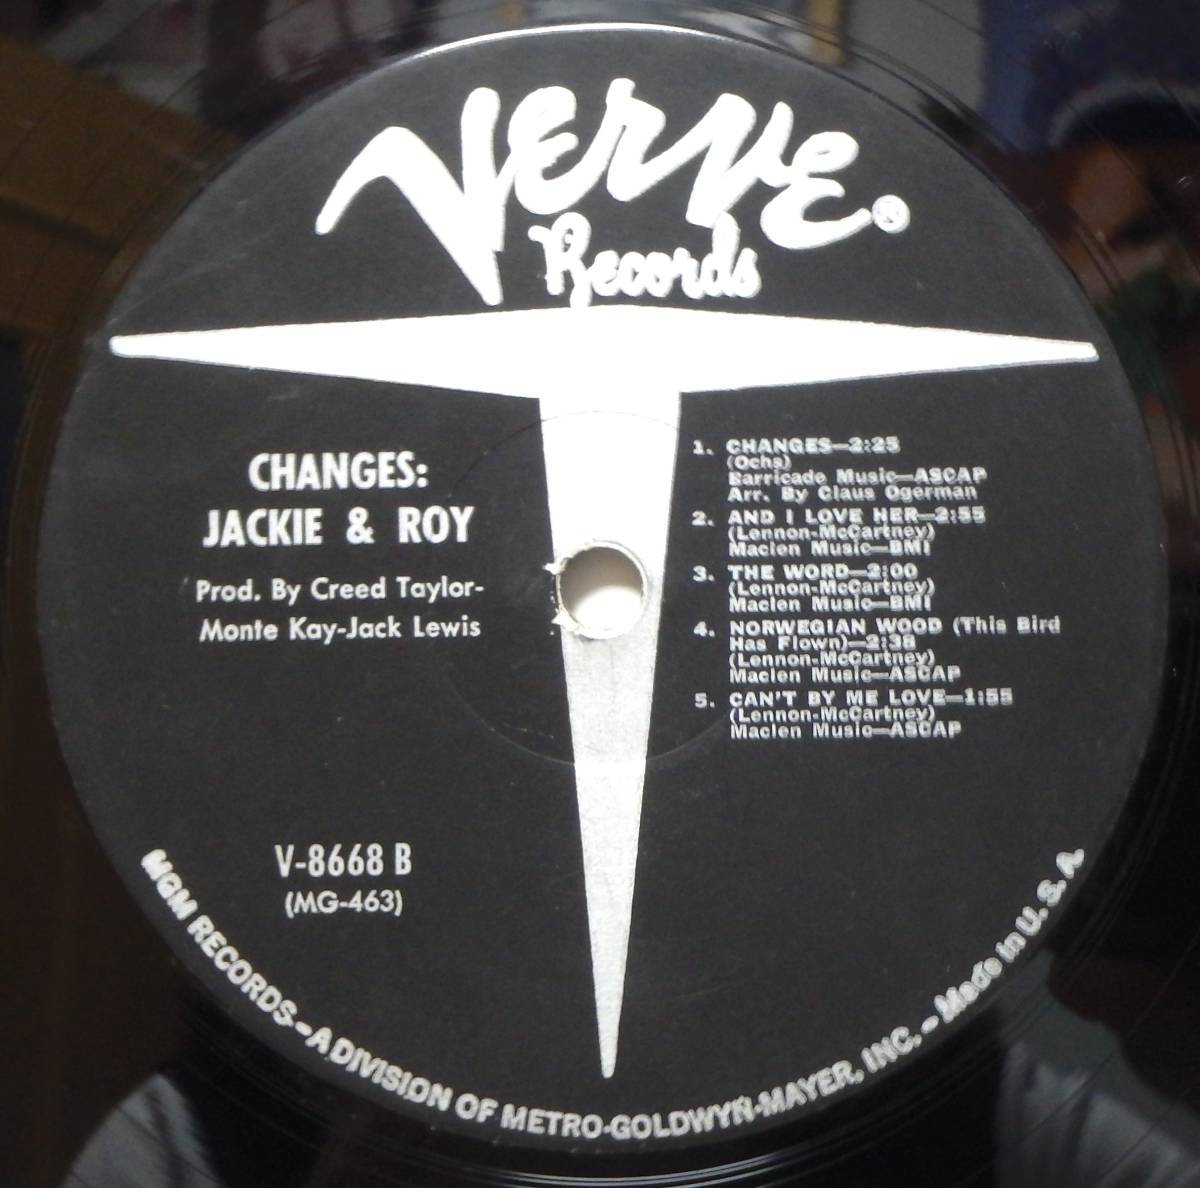 Verve ®
Records
CHANGES:
JACKIE & ROY
Prod. By Creed Taylor-
Monte Kay-Jack Lewis
V-8668 B
(MG-463)
1. CHANGES—2:25
(Ochs)
Barricade Music—ASCAP
Arr. By Claus Ogerman
2. AND I LOVE HER—2:55
(Lennon-McCartney)
Maclen Music—BMI
3. THE WORD—2:00
(Lennon-McCartney)
Maclen Music—BMI
4. NORWEGIAN WOOD (This Bird
Has Flown)—2:38
(Lennon-McCartney)
Maclen Music—ASCAP
5. CAN'T BY ME LOVE—1:55
(Lennon-McCartney)
Maclen Music—ASCAP
MGM RECORDS – A DIVISION OF METRO-GOLDWYN-MAYER, INC. – Made in U. S. A.